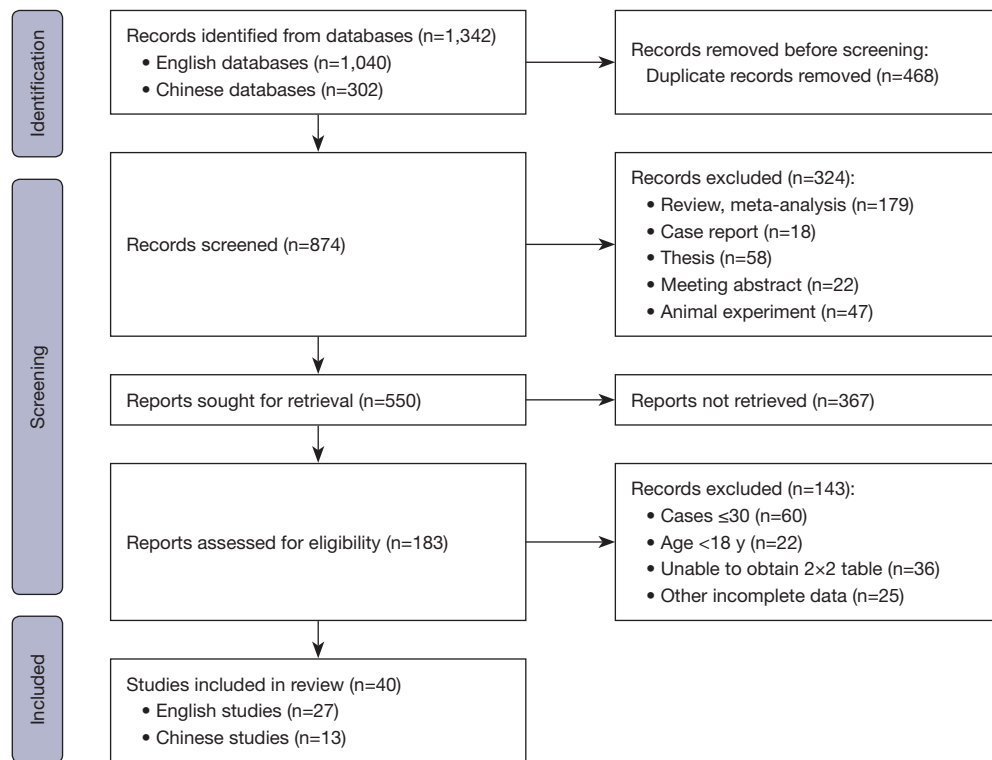 Identification
Records identified from databases (n=1,342)
• English databases (n=1,040)
• Chinese databases (n=302)
Records removed before screening:
Duplicate records removed (n=468)
Screening
Records screened (n=874)
Records excluded (n=324):
• Review, meta-analysis (n=179)
• Case report (n=18)
• Thesis (n=58)
• Meeting abstract (n=22)
• Animal experiment (n=47)
Reports sought for retrieval (n=550)
Reports not retrieved (n=367)
Reports assessed for eligibility (n=183)
Records excluded (n=143):
• Cases ≤30 (n=60)
• Age <18 y (n=22)
• Unable to obtain 2×2 table (n=36)
• Other incomplete data (n=25)
Included
Studies included in review (n=40)
• English studies (n=27)
• Chinese studies (n=13)